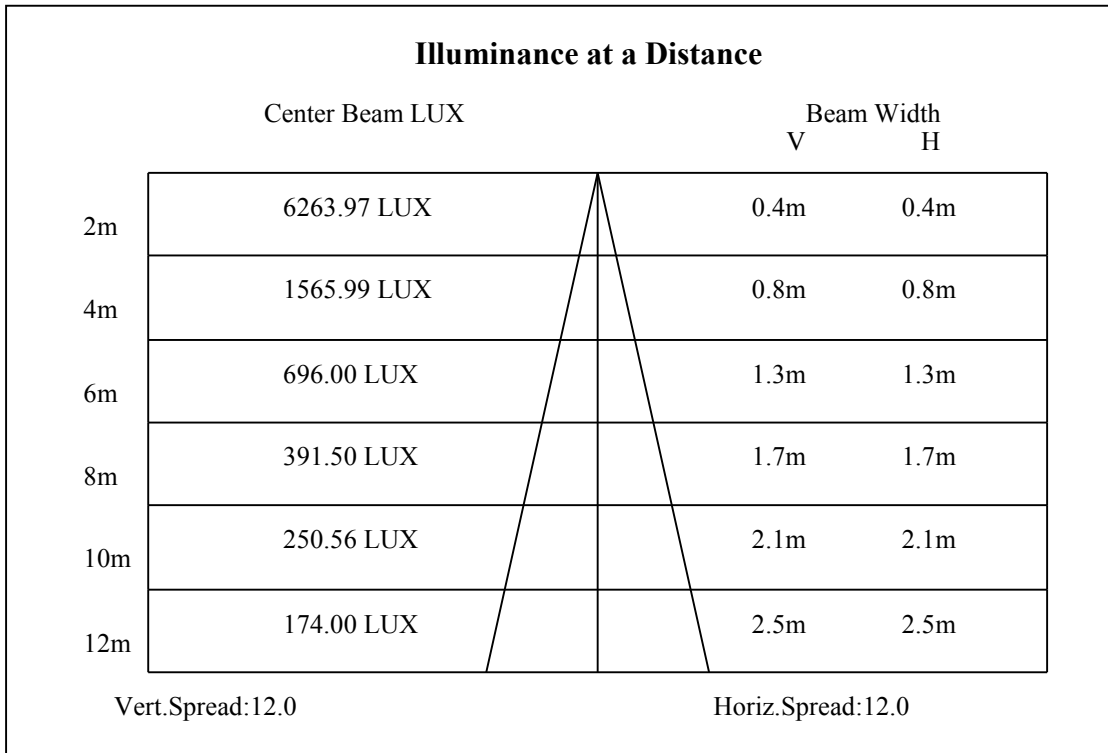 Illuminance at a Distance
Center Beam LUX Beam Width
V H
2m 6263.97 LUX 0.4m 0.4m
4m 1565.99 LUX 0.8m 0.8m
6m 696.00 LUX 1.3m 1.3m
8m 391.50 LUX 1.7m 1.7m
10m 250.56 LUX 2.1m 2.1m
12m 174.00 LUX 2.5m 2.5m
Vert.Spread:12.0 Horiz.Spread:12.0